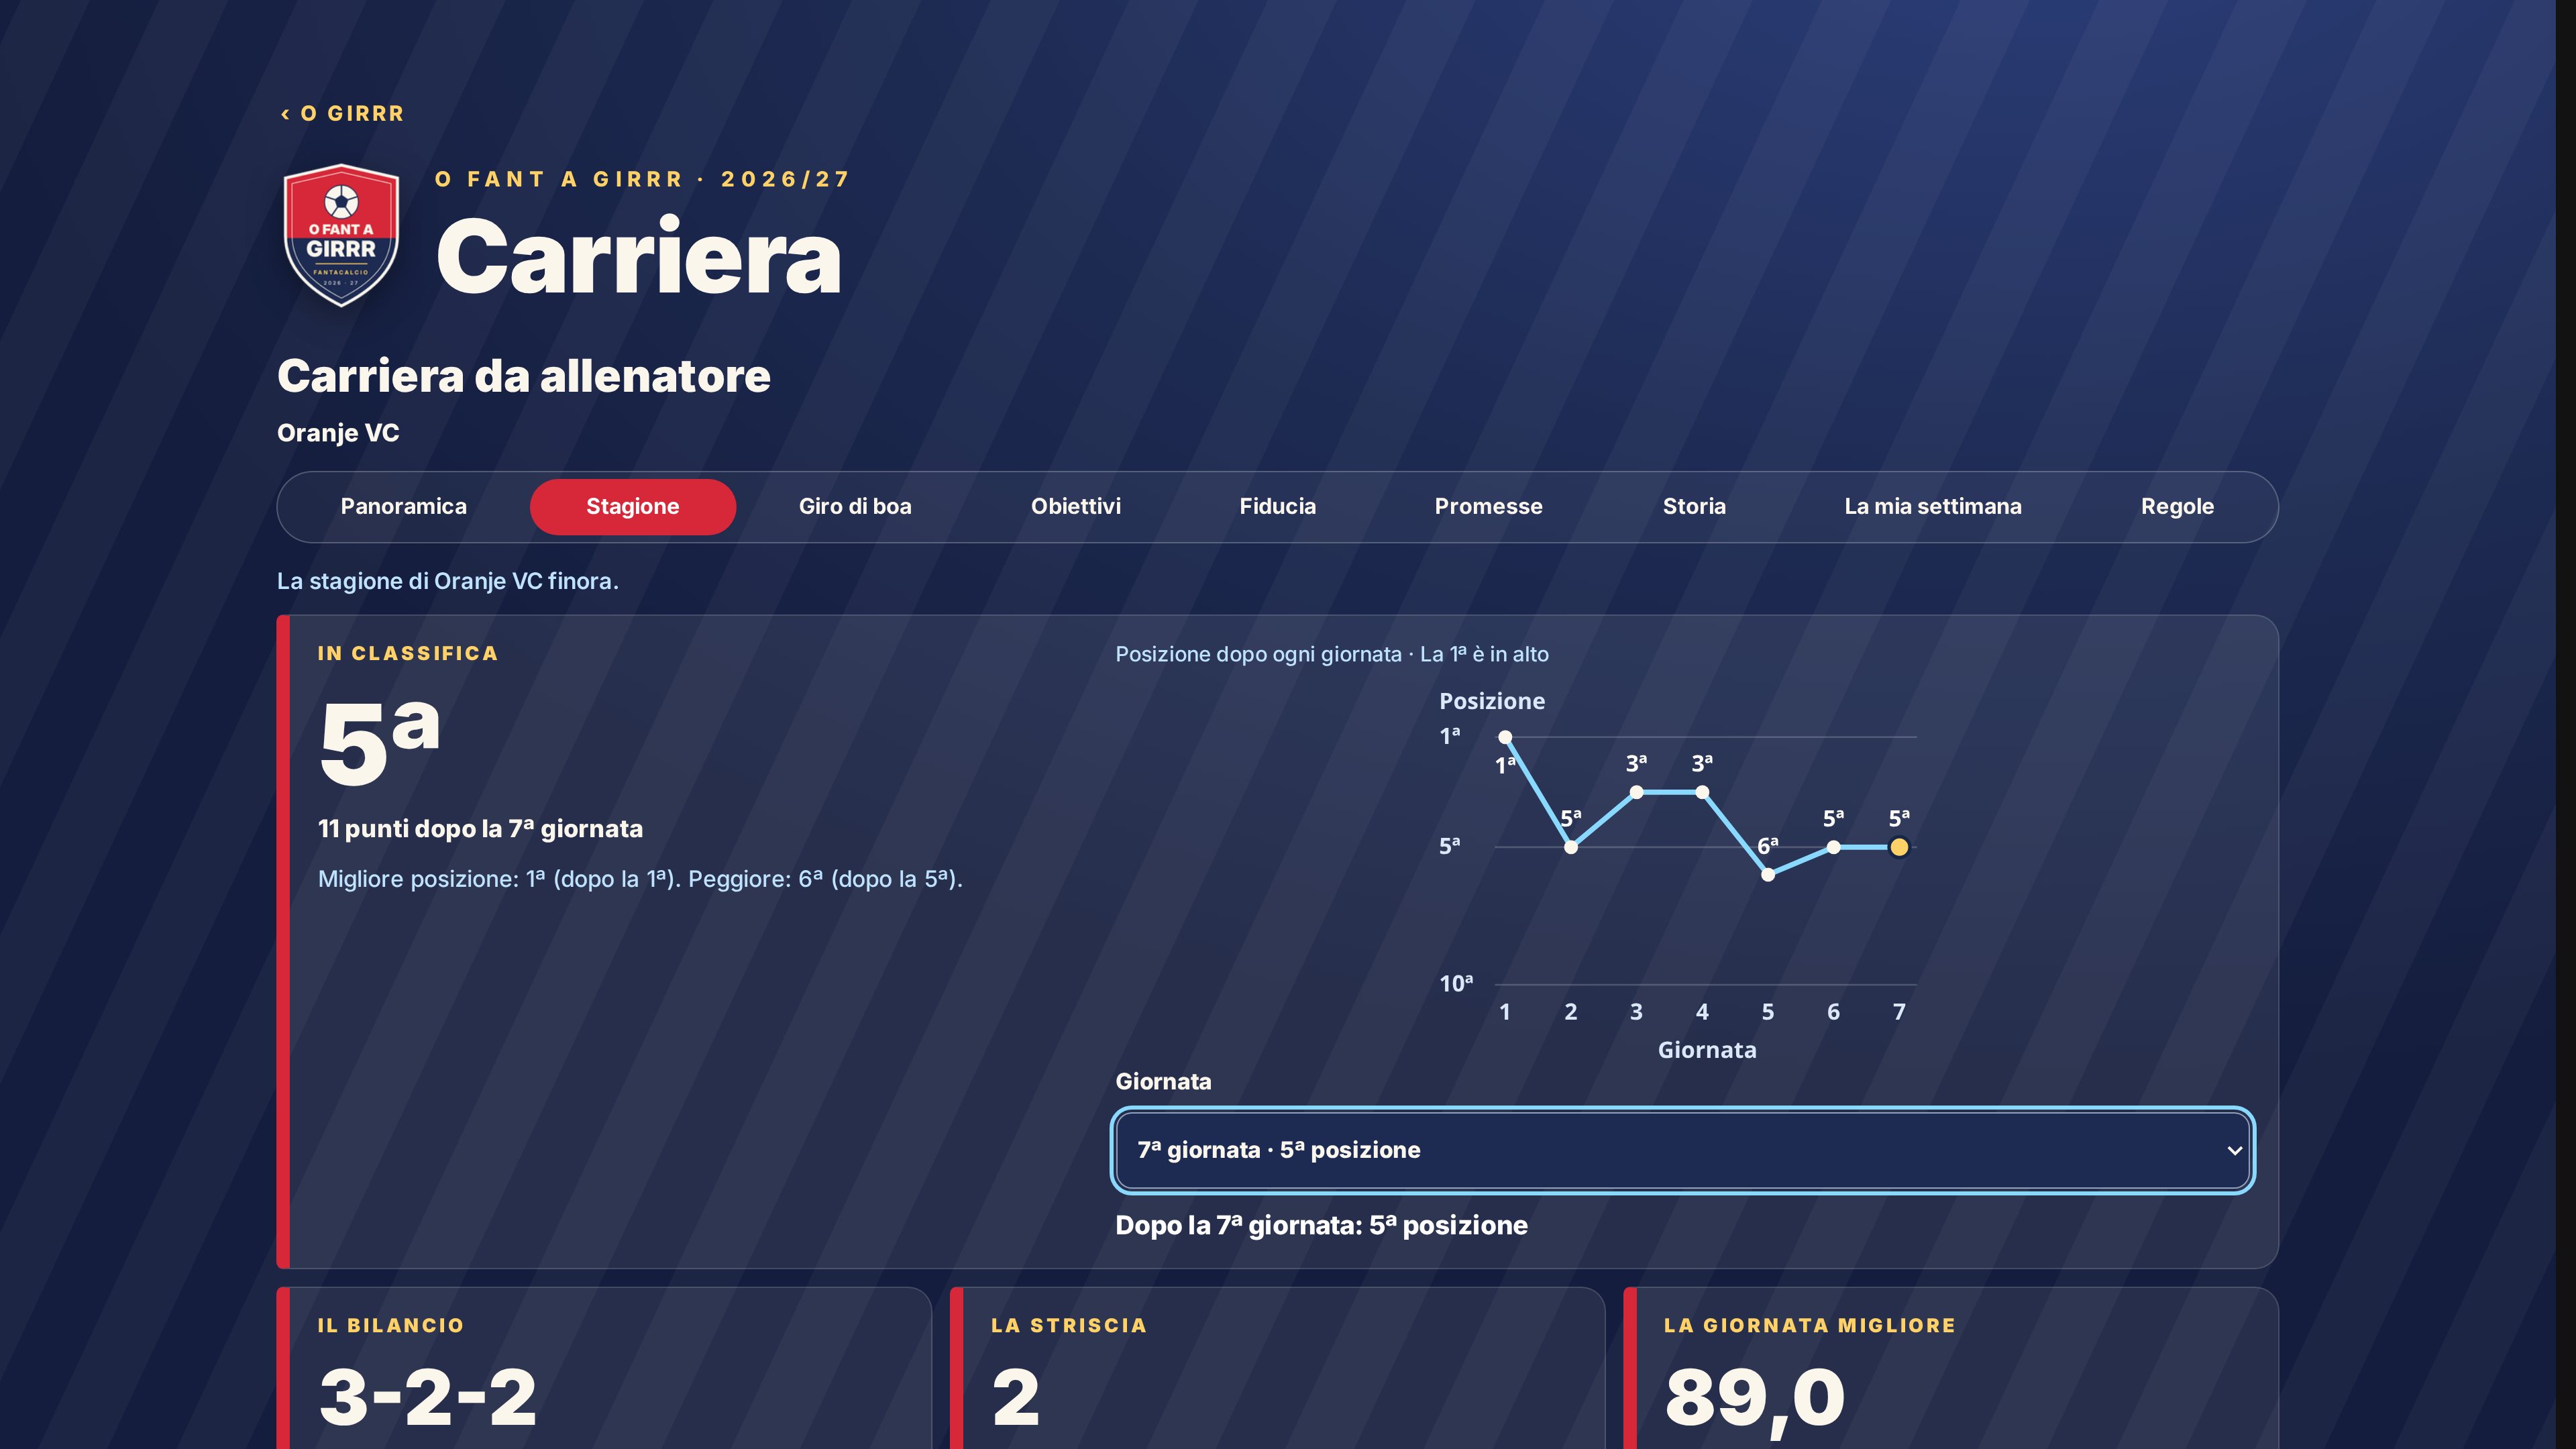 ‹ O GIRRR
O FANT A
GIRRR
FANTACALCIO
2026 · 27
O FANT A GIRRR · 2026/27
Carriera
Carriera da allenatore
Oranje VC
Panoramica Stagione Giro di boa Obiettivi Fiducia Promesse Storia La mia settimana Regole
La stagione di Oranje VC finora.
IN CLASSIFICA
5ª
11 punti dopo la 7ª giornata
Migliore posizione: 1ª (dopo la 1ª). Peggiore: 6ª (dopo la 5ª).
Posizione dopo ogni giornata · La 1ª è in alto
Posizione
1ª
5ª
10ª
1ª 5ª 3ª 3ª 6ª 5ª 5ª
1 2 3 4 5 6 7
Giornata
Giornata
7ª giornata · 5ª posizione
Dopo la 7ª giornata: 5ª posizione
IL BILANCIO
3-2-2
LA STRISCIA
2
LA GIORNATA MIGLIORE
89,0